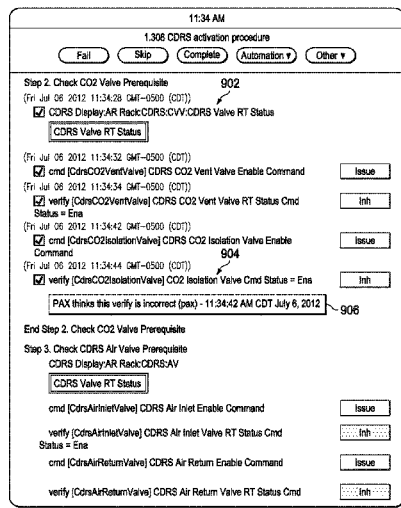 11:34 AM
1.308 CDRS activation procedure
Fail Skip Complete Automation ▼ Other ▼
Step 2. Check CO2 Valve Prerequisite 902
(Fri Jul 06 2012 11:34:28 GMT-0500 (CDT))
CDRS Display:AR Rack:CDRS:CVV:CDRS Valve RT Status
CDRS Valve RT Status
(Fri Jul 06 2012 11:34:32 GMT-0500 (CDT))
cmd [CdrsCO2VentValve] CDRS CO2 Vent Valve Enable Command Issue
(Fri Jul 06 2012 11:34:34 GMT-0500 (CDT))
verify [CdrsCO2VentValve] CDRS CO2 Vent Valve RT Status Cmd Inh
Status = Ena
(Fri Jul 06 2012 11:34:42 GMT-0500 (CDT))
cmd [CdrsCO2IsolationValve] CDRS CO2 Isolation Valve Enable Issue
Command
(Fri Jul 06 2012 11:34:44 GMT-0500 (CDT)) 904
verify [CdrsCO2IsolationValve] CO2 Isolation Valve Cmd Status = Ena Inh
PAX thinks this verify is incorrect (pax) - 11:34:42 AM CDT July 6, 2012 906
End Step 2. Check CO2 Valve Prerequisite
Step 3. Check CDRS Air Valve Prerequisite
CDRS Display:AR Rack:CDRS:AV
CDRS Valve RT Status
cmd [CdrsAirInletValve] CDRS Air Inlet Enable Command Issue
verify [CdrsAirInletValve] CDRS Air Inlet Valve RT Status Cmd Inh
Status = Ena
cmd [CdrsAirReturnValve] CDRS Air Return Enable Command Issue
verify [CdrsAirReturnValve] CDRS Air Return Valve RT Status Cmd Inh